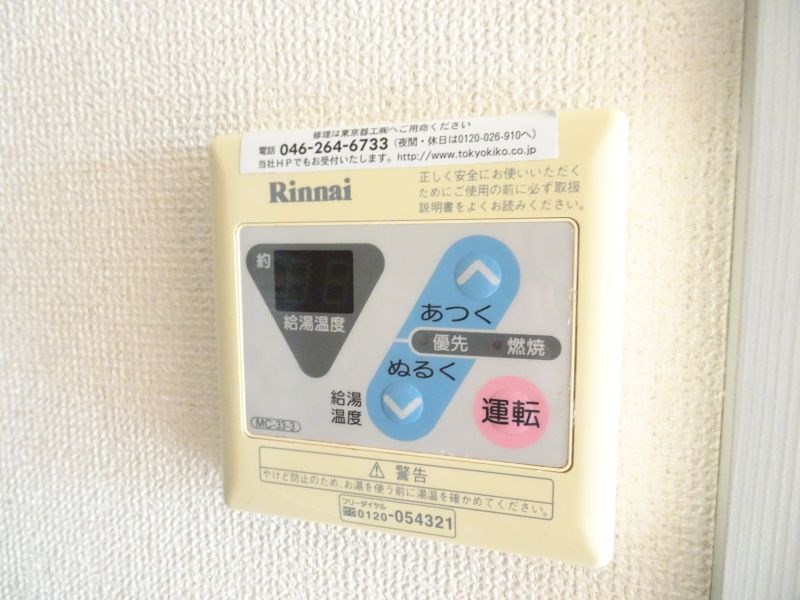 修理は東京器工㈱へご用命ください
電話 046-264-6733 (夜間・休日は0120-026-910へ)
当社HPでもお受付いたします。http://www.tokyokiko.co.jp
Rinnai
正しく安全にお使いいただく
ためにご使用の前に必ず取扱
説明書をよくお読みください。
約
給湯温度
あつく
優先
燃焼
ぬるく
給湯
温度
運転
MC-33-3
⚠ 警告
やけど防止のため、お湯を使う前に湯温を確かめてください。
フリーダイヤル
0120-054321